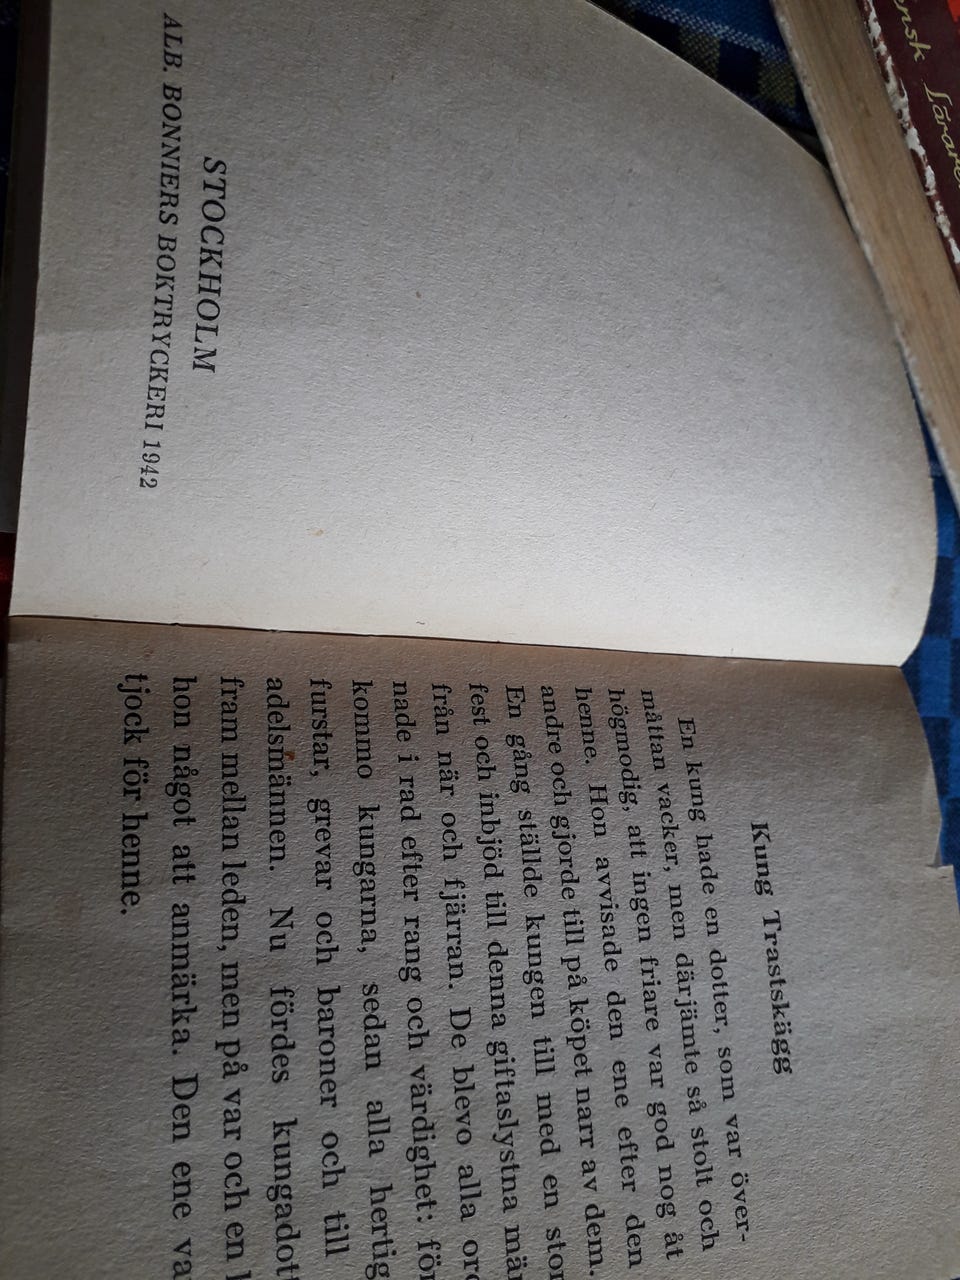 STOCKHOLM
ALB. BONNIERS BOKTRYCKERI 1942
Kung Trastskägg
En kung hade en dotter, som var över-
måttan vacker, men därjämte så stolt och
högmodig, att ingen friare var god nog åt
henne. Hon avvisade den ene efter den
andre och gjorde till på köpet narr av dem.
En gång ställde kungen till med en stor
fest och inbjöd till denna giftaslystna
från när och fjärran. De blevo alla
nade i rad efter rang och värdighet:
kommo kungarna, sedan alla
furstar, grevar och baroner och till
adelsmännen. Nu fördes
fram mellan leden, men på var och en
hon något att anmärka. Den ene
tjock för henne.